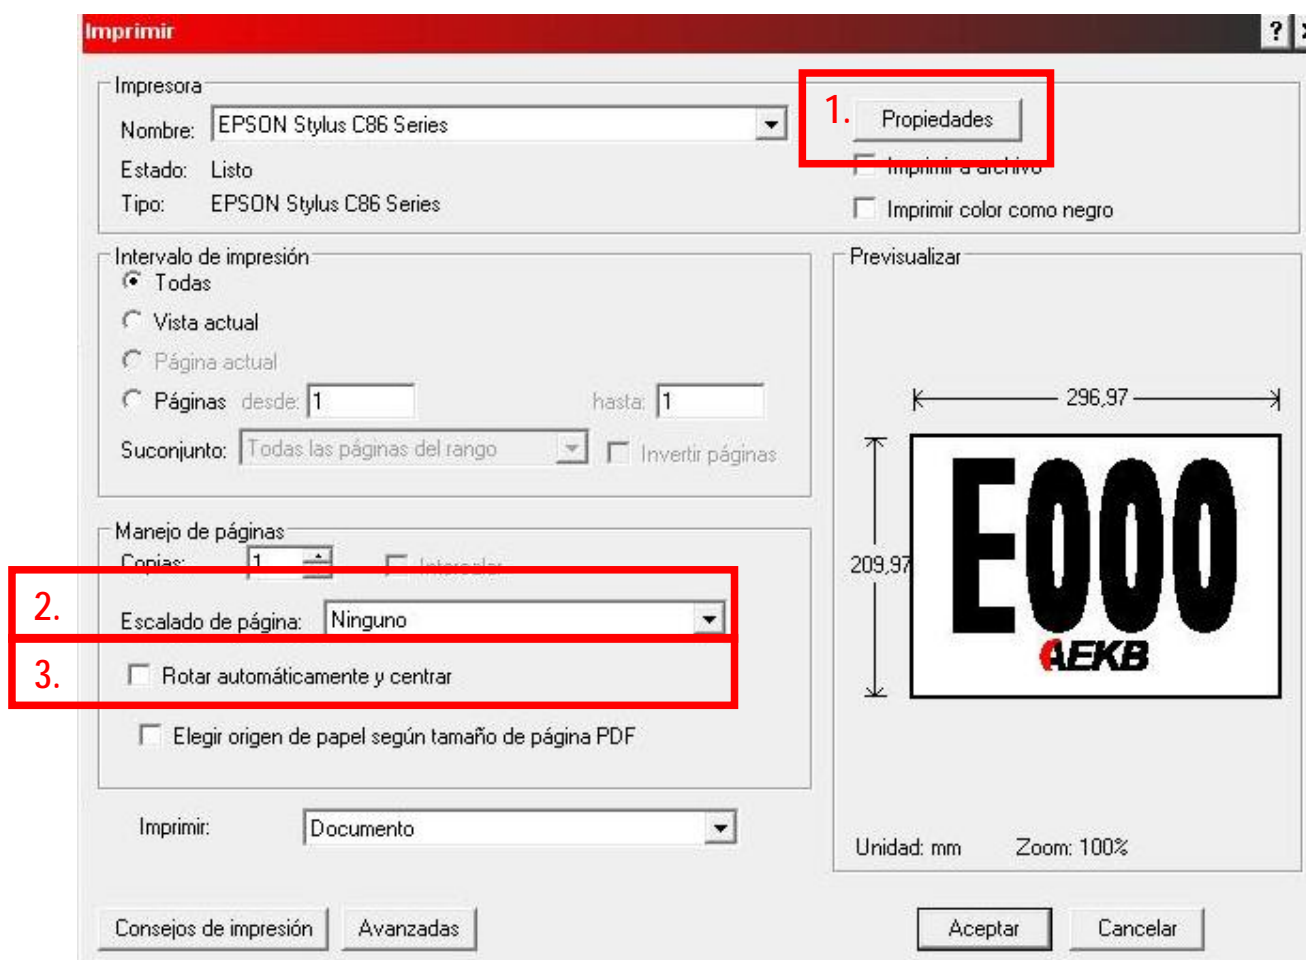 Imprimir
?
Impresora
Nombre: EPSON Stylus C86 Series
1. Propiedades
Estado: Listo
Imprimir a archivo
Tipo: EPSON Stylus C86 Series
Imprimir color como negro
Intervalo de impresión
Todas
Vista actual
Página actual
Páginas desde: 1 hasta: 1
Suconjunto: Todas las páginas del rango Invertir páginas
Previsualizar
296,97
209,97
E000
AEKB
Unidad: mm Zoom: 100%
Manejo de páginas
Copias: 1 Intercalar
2. Escalado de página: Ninguno
3. Rotar automáticamente y centrar
Elegir origen de papel según tamaño de página PDF
Imprimir: Documento
Consejos de impresión Avanzadas Aceptar Cancelar